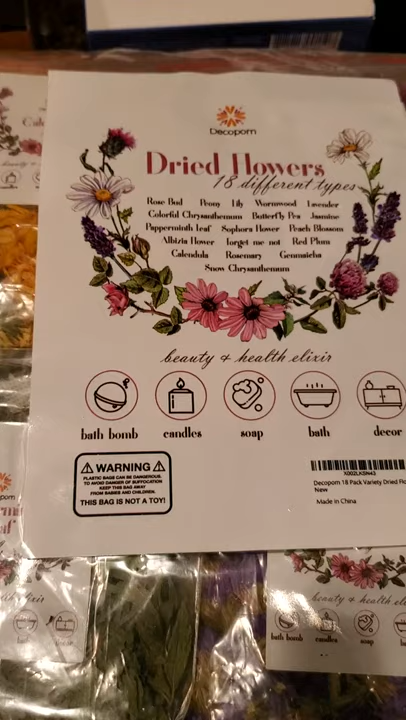 Decoporn
Dried Flowers
18 different types
Rose Bud Peony Lily Wormwood Lavender
Colorful Chrysanthemum Butterfly Pea Jasmine
Pappermint Leaf Sophora Flower Peach Blossom
Albizia Flower Forget me not Red Plum
Calendula Rosemary Genmaicha
Snow Chrysanthemum
beauty & health elixir
bath bomb candles soap bath decor
WARNING
PLASTIC BAGS CAN BE DANGEROUS.
TO AVOID DANGER OF SUFFOCATION
KEEP THIS BAG AWAY
FROM BABIES AND CHILDREN.
THIS BAG IS NOT A TOY!
X002LKSN43
Decoporn 18 Pack Variety Dried Flo
New
Made In China
beauty & health el
bath bomb candles soap